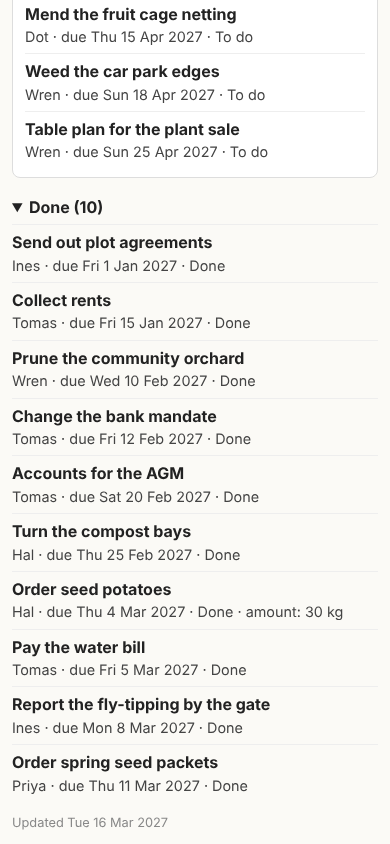 Mend the fruit cage netting
Dot · due Thu 15 Apr 2027 · To do
Weed the car park edges
Wren · due Sun 18 Apr 2027 · To do
Table plan for the plant sale
Wren · due Sun 25 Apr 2027 · To do
▼ Done (10)
Send out plot agreements
Ines · due Fri 1 Jan 2027 · Done
Collect rents
Tomas · due Fri 15 Jan 2027 · Done
Prune the community orchard
Wren · due Wed 10 Feb 2027 · Done
Change the bank mandate
Tomas · due Fri 12 Feb 2027 · Done
Accounts for the AGM
Tomas · due Sat 20 Feb 2027 · Done
Turn the compost bays
Hal · due Thu 25 Feb 2027 · Done
Order seed potatoes
Hal · due Thu 4 Mar 2027 · Done · amount: 30 kg
Pay the water bill
Tomas · due Fri 5 Mar 2027 · Done
Report the fly-tipping by the gate
Ines · due Mon 8 Mar 2027 · Done
Order spring seed packets
Priya · due Thu 11 Mar 2027 · Done
Updated Tue 16 Mar 2027